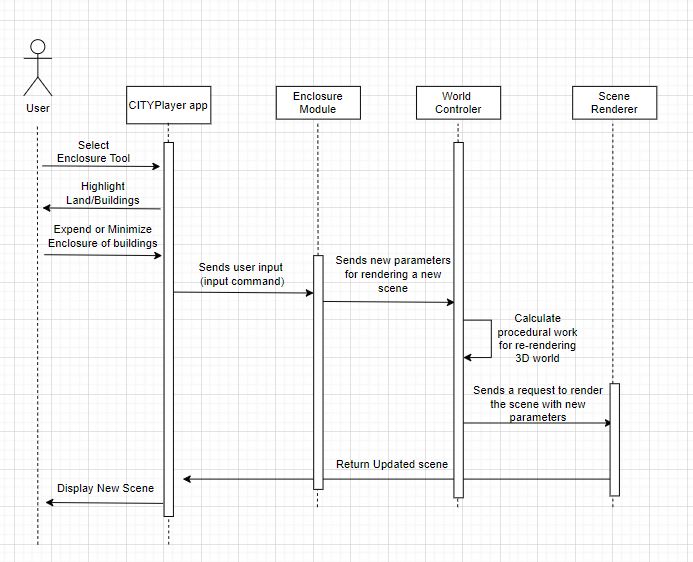 User
CITYPlayer app
Enclosure
Module
World
Controler
Scene
Renderer
Select
Enclosure Tool
Highlight
Land/Buildings
Expend or Minimize
Enclosure of buildings
Sends user input
(input command)
Sends new parameters
for rendering a new
scene
Calculate
procedural work
for re-rendering
3D world
Sends a request to render
the scene with new
parameters
Return Updated scene
Display New Scene